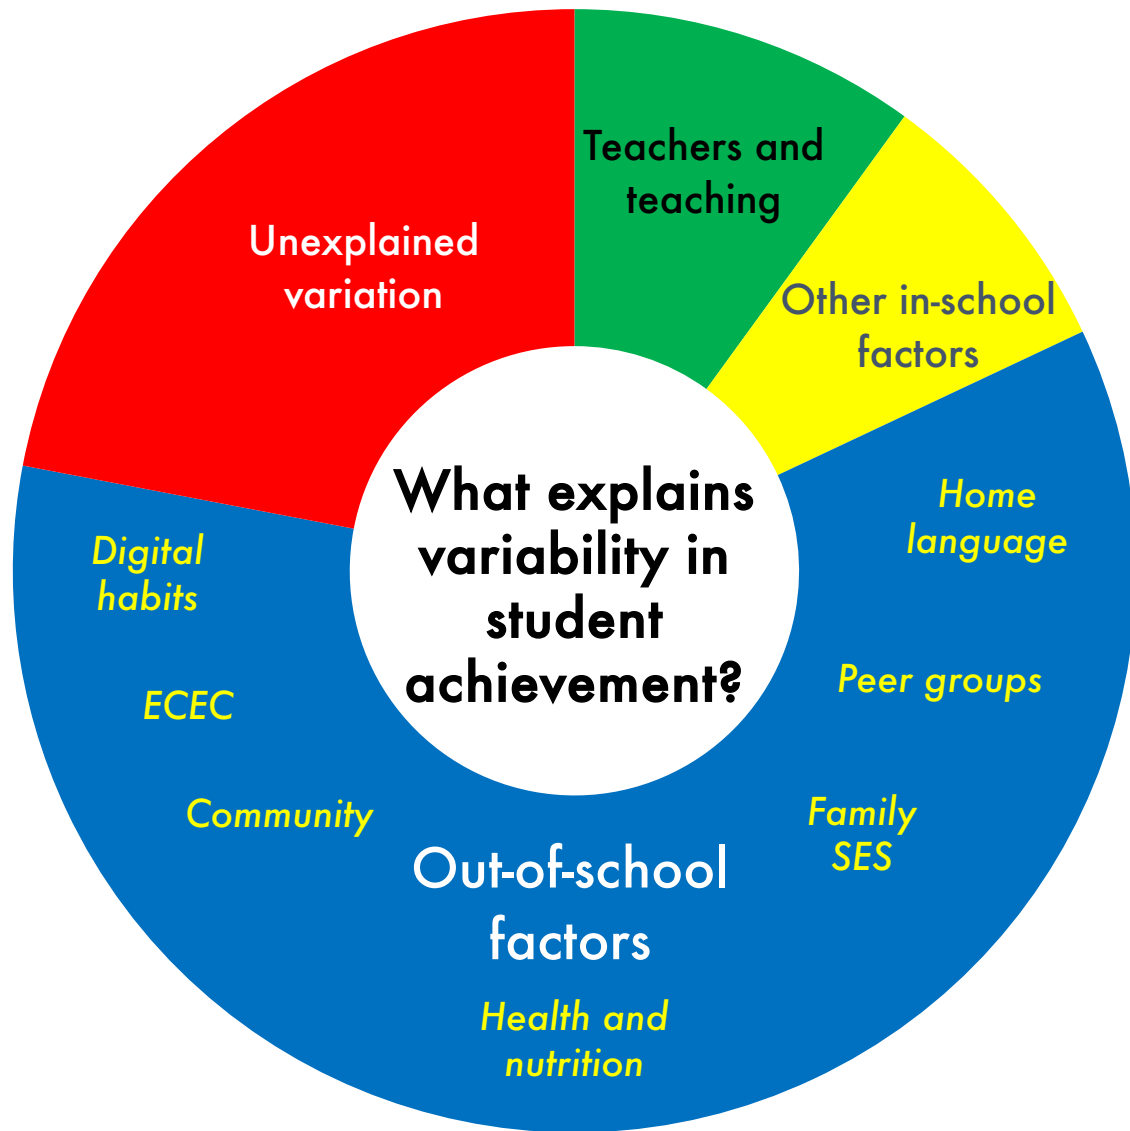 Teachers and
teaching
Unexplained
variation
Other in-school
factors
What explains
variability in
student
achievement?
Home
language
Digital
habits
Peer groups
ECEC
Community
Family
SES
Out-of-school
factors
Health and
nutrition